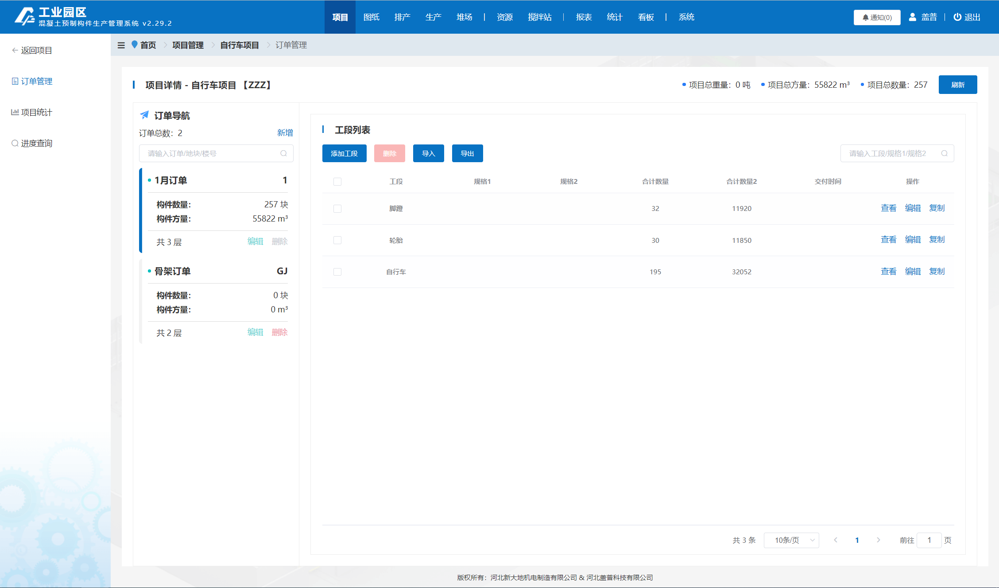 工业园区
混凝土预制构件生产管理系统 v2.29.2
项目 图纸 排产 生产 堆场 | 资源 搅拌站 | 报表 统计 看板 | 系统
通知(0) 盖普 | 退出
返回项目
订单管理
项目统计
进度查询
首页 项目管理 自行车项目 订单管理
项目详情 - 自行车项目 【ZZZ】
项目总重量：0 吨 项目总方量：55822 m³ 项目总数量：257 刷新
订单导航
订单总数：2 新增
请输入订单/地块/楼号
1月订单 1
构件数量： 257 块
构件方量： 55822 m³
共 3 层 编辑 删除
骨架订单 GJ
构件数量： 0 块
构件方量： 0 m³
共 2 层 编辑 删除
工段列表
添加工段 删除 导入 导出 请输入工段/规格1/规格2
工段 规格1 规格2 合计数量 合计数量2 交付时间 操作
脚蹬 32 11920 查看 编辑 复制
轮胎 30 11850 查看 编辑 复制
自行车 195 32052 查看 编辑 复制
共 3 条 10条/页 1 前往 1 页
版权所有：河北新大地机电制造有限公司 & 河北盖普科技有限公司